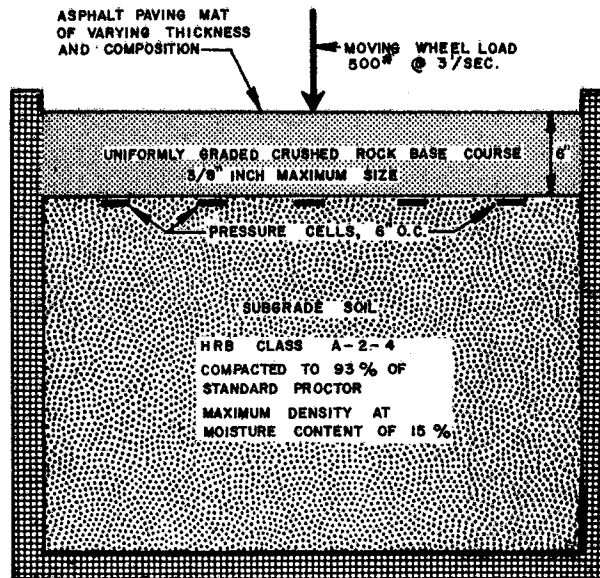 ASPHALT PAVING MAT
OF VARYING THICKNESS
AND COMPOSITION
MOVING WHEEL LOAD
500# @ 3'/SEC.
UNIFORMLY GRADED CRUSHED ROCK BASE COURSE
3/8" INCH MAXIMUM SIZE
6"
PRESSURE CELLS, 6" O.C.
SUBGRADE SOIL
HRB CLASS A-2-4
COMPACTED TO 93% OF
STANDARD PROCTOR
MAXIMUM DENSITY AT
MOISTURE CONTENT OF 15%